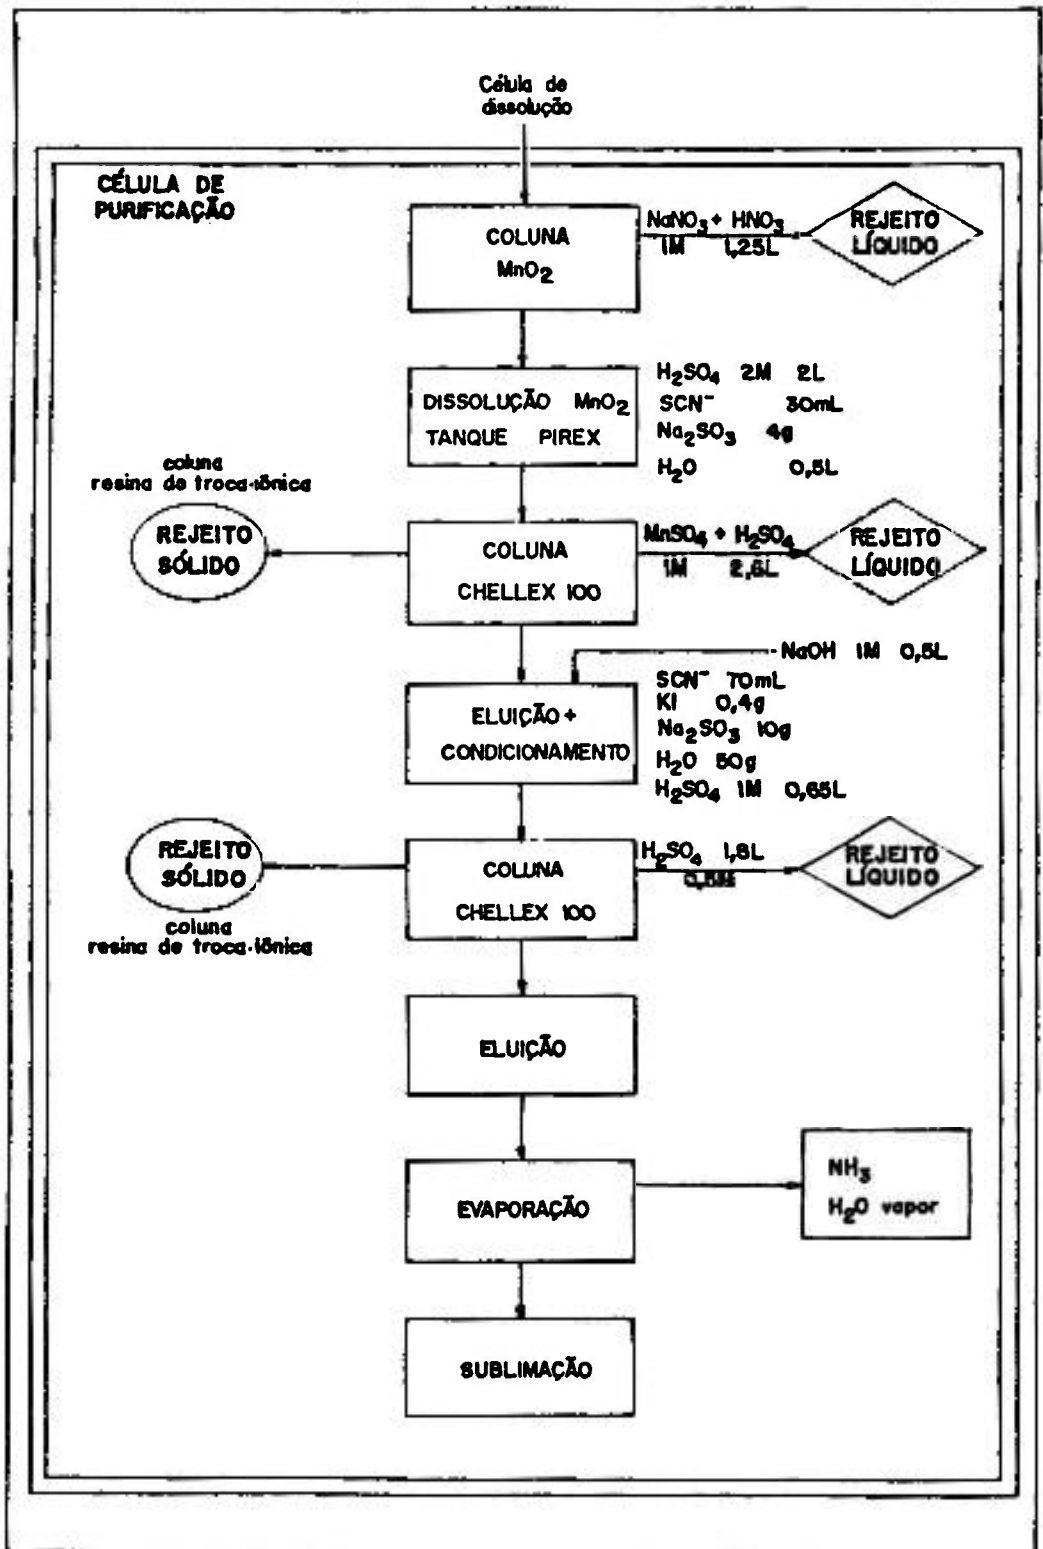 Célula de
dissolução
CÉLULA DE
PURIFICAÇÃO
COLUNA
MnO2
NaNO3 + HNO3
1M 1,25L
REJEITO
LÍQUIDO
DISSOLUÇÃO MnO2
TANQUE PIREX
H2SO4 2M 2L
SCN- 30mL
Na2SO3 4g
H2O 0,5L
coluna
resina de troca-iônica
REJEITO
SÓLIDO
COLUNA
CHELLEX 100
MnSO4 + H2SO4
1M 2,6L
REJEITO
LÍQUIDO
NaOH 1M 0,5L
ELUIÇÃO +
CONDICIONAMENTO
SCN- 70mL
KI 0,4g
Na2SO3 10g
H2O 50g
H2SO4 1M 0,65L
REJEITO
SÓLIDO
coluna
resina de troca-iônica
COLUNA
CHELLEX 100
H2SO4 1,8L
REJEITO
LÍQUIDO
ELUIÇÃO
EVAPORAÇÃO
NH3
H2O vapor
SUBLIMAÇÃO